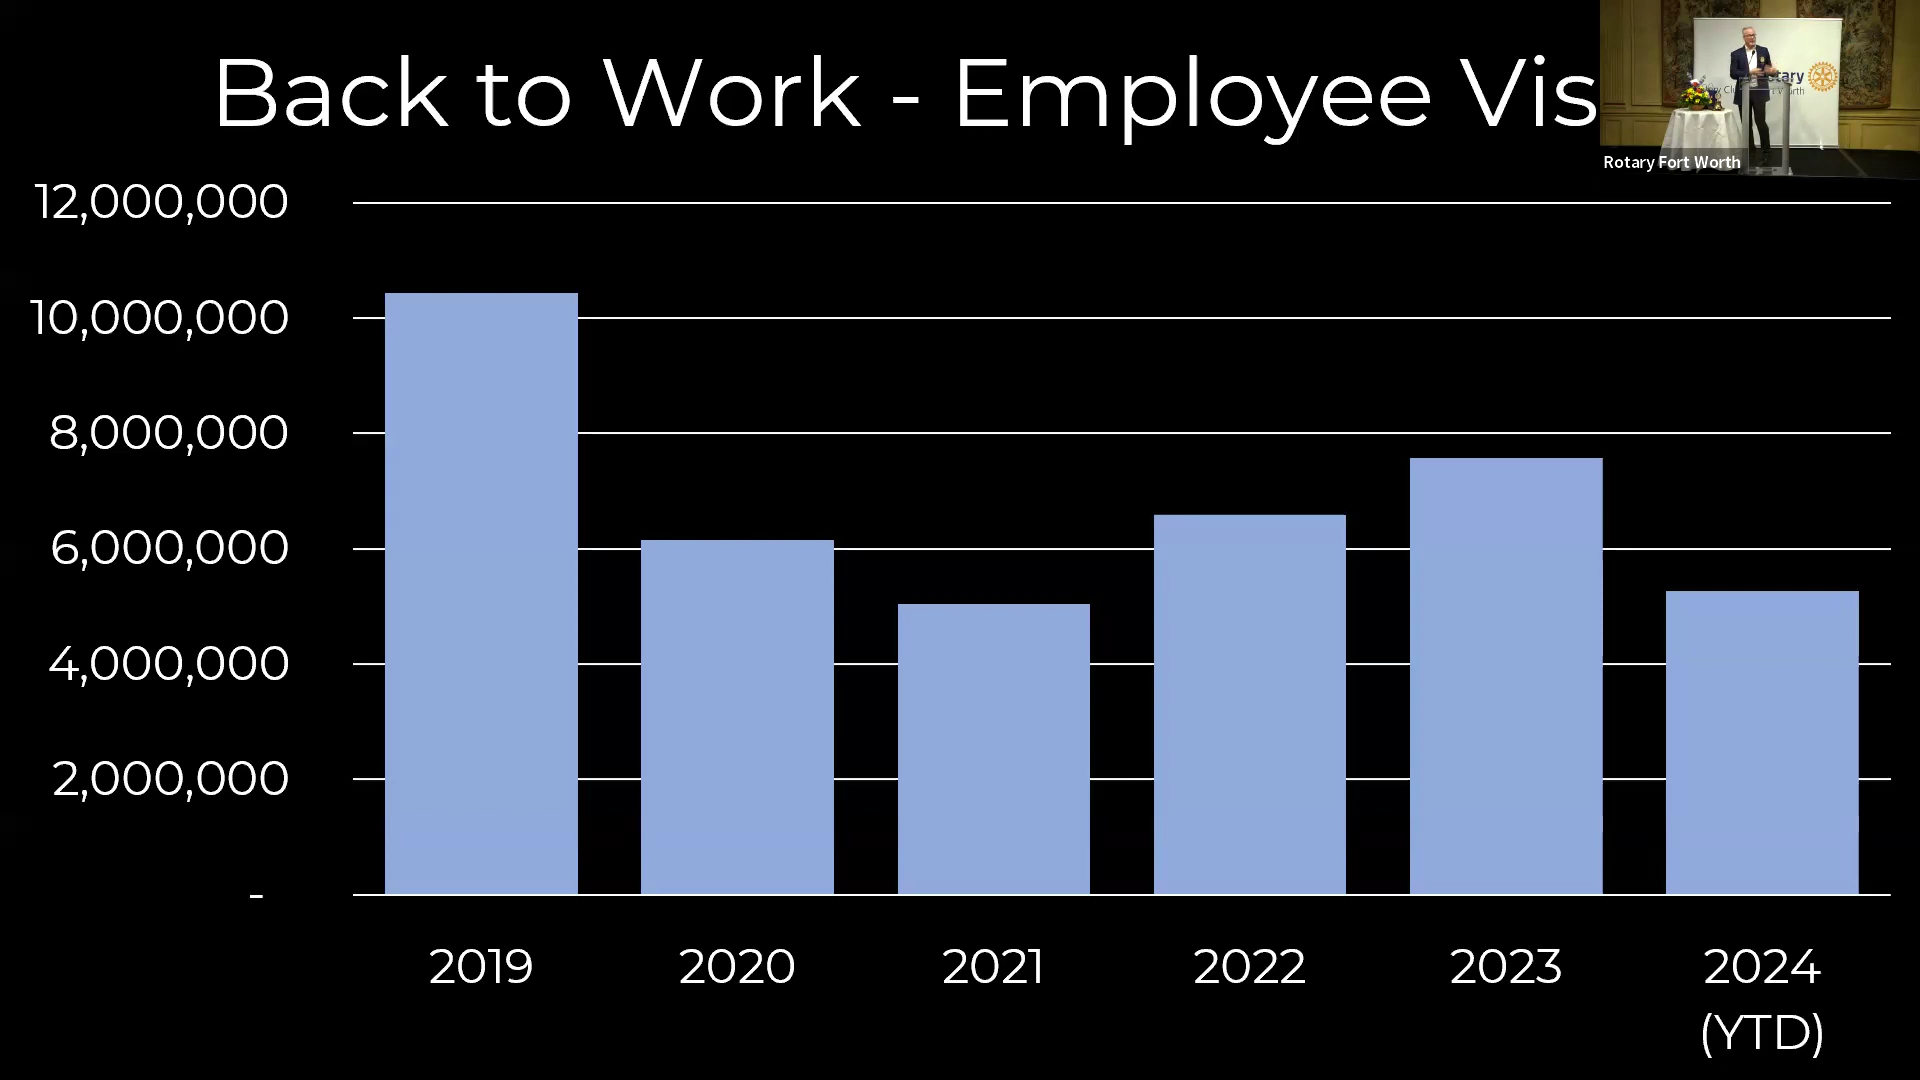 Back to Work - Employee Vis
Rotary Fort Worth
12,000,000
10,000,000
8,000,000
6,000,000
4,000,000
2,000,000
-
2019 2020 2021 2022 2023 2024
(YTD)